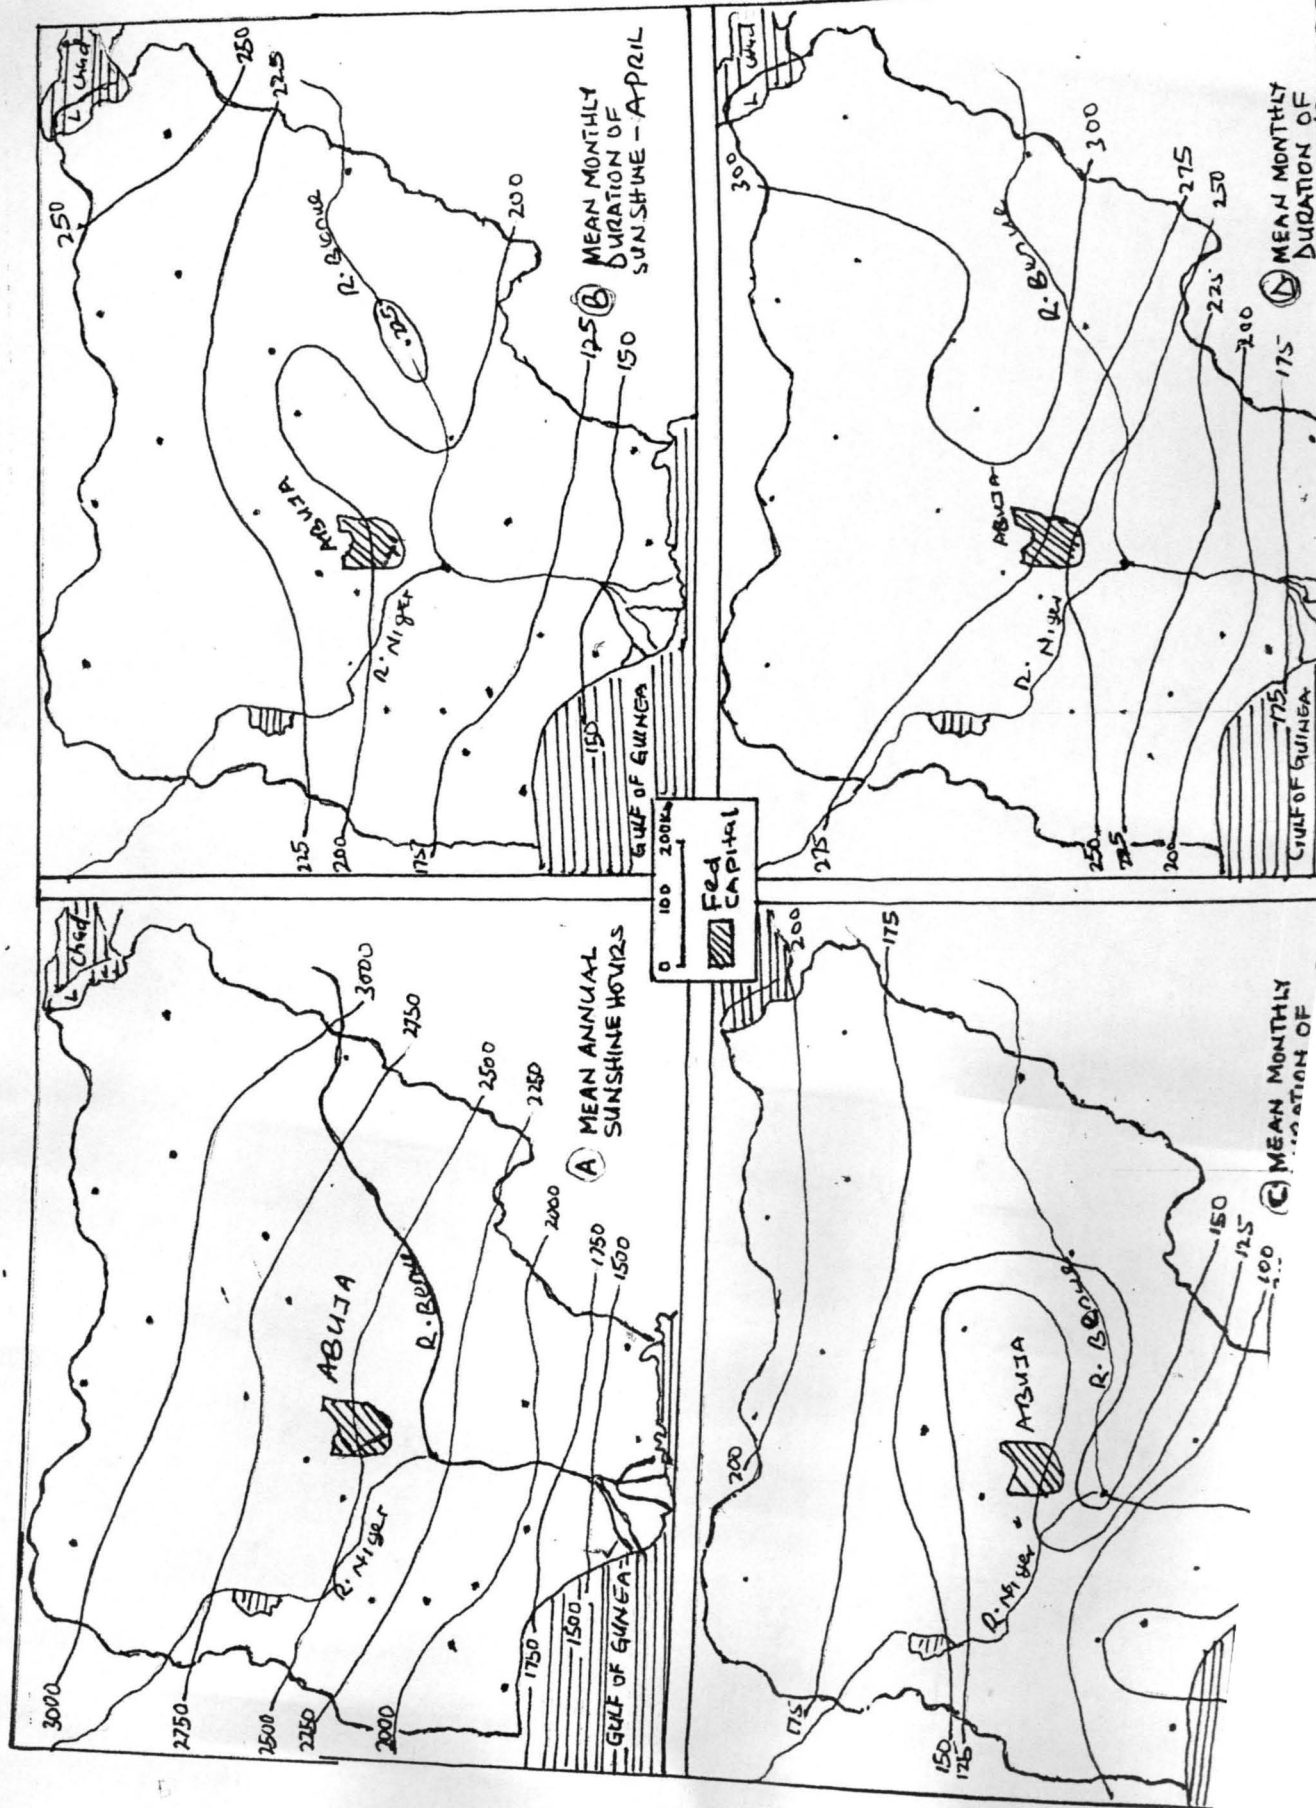 3000
2750
2500
2250
2000
1750
1500
GULF OF GUINEA
R. Niger
ABUJA
R. Benue
L. Chad
3000
2750
2500
2250
2000
1750
1500
(A) MEAN ANNUAL
SUNSHINE HOURS
225
200
175
150
GULF OF GUINEA
R. Niger
ABUJA
R. Bienue
225
L. Chad
250
250
225
200
125
150
(B) MEAN MONTHLY
DURATION OF
SUNSHINE - APRIL
0 100 200Km
Fed
CAPITAL
175
150
125
200
R. Niger
ABUJA
R. Benue
200
175
150
125
100
(C) MEAN MONTHLY
DURATION OF
275
250
225
200
175
GULF OF GUINEA
R. Niger
ABUJA
R. Benue
L. Chad
300
300
275
250
225
200
175
(D) MEAN MONTHLY
DURATION OF